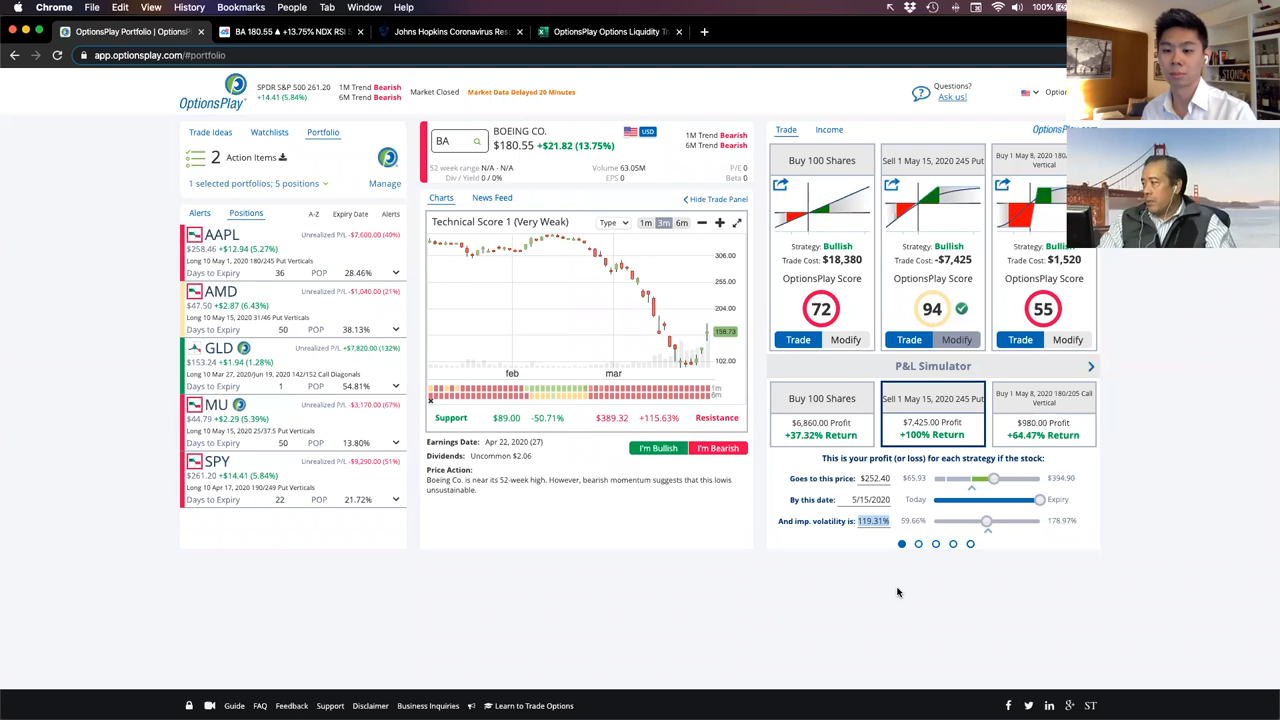 Chrome File Edit View History Bookmarks People Tab Window Help 100%
OptionsPlay Portfolio | Options
BA 180.55 ▲ +13.75% NDX RSI
Johns Hopkins Coronavirus Res
OptionsPlay Options Liquidity T
app.optionsplay.com/#portfolio
OptionsPlay
SPDR S&P 500 261.20
+14.41 (5.84%)
1M Trend Bearish
6M Trend Bearish
Market Closed
Market Data Delayed 20 Minutes
Questions?
Ask us!
Trade Ideas Watchlists Portfolio
2 Action Items
1 selected portfolios; 5 positions
Manage
Alerts Positions A-Z Expiry Date Alerts
AAPL Unrealized P/L -$7,600.00 (40%)
$258.46 +$12.94 (5.27%)
Long 10 May 1, 2020 180/245 Put Verticals
Days to Expiry 36 POP 28.46%
AMD Unrealized P/L -$1,040.00 (21%)
$47.50 +$2.87 (6.43%)
Long 10 May 15, 2020 31/46 Put Verticals
Days to Expiry 50 POP 38.13%
GLD Unrealized P/L +$7,820.00 (132%)
$153.24 +$1.94 (1.28%)
Long 10 Mar 27, 2020/Jun 19, 2020 142/152 Call Diagonals
Days to Expiry 1 POP 54.81%
MU Unrealized P/L -$3,170.00 (67%)
$44.79 +$2.29 (5.39%)
Long 10 May 15, 2020 25/37.5 Put Verticals
Days to Expiry 50 POP 13.80%
SPY Unrealized P/L -$9,290.00 (51%)
$261.20 +$14.41 (5.84%)
Long 10 Apr 17, 2020 190/249 Put Verticals
Days to Expiry 22 POP 21.72%
BA
BOEING CO.
$180.55 +$21.82 (13.75%)
USD
1M Trend Bearish
6M Trend Bearish
52 week range N/A - N/A Volume 63.05M P/E 0
Div / Yield 0 / 0% EPS 0 Beta 0
Charts News Feed Hide Trade Panel
Technical Score 1 (Very Weak) Type 1m 3m 6m
306.00
255.00
204.00
158.73
102.00
feb mar
1m
6m
Support $89.00 -50.71% $389.32 +115.63% Resistance
Earnings Date: Apr 22, 2020 (27)
Dividends: Uncommon $2.06
I'm Bullish I'm Bearish
Price Action:
Boeing Co. is near its 52-week high. However, bearish momentum suggests that this lowis
unsustainable.
Trade Income OptionsPlay.com
Buy 100 Shares
Strategy: Bullish
Trade Cost: $18,380
OptionsPlay Score
72
Trade Modify
Sell 1 May 15, 2020 245 Put
Strategy: Bullish
Trade Cost: -$7,425
OptionsPlay Score
94
Trade Modify
Buy 1 May 8, 2020 180/
Vertical
Strategy: Bullish
Trade Cost: $1,520
OptionsPlay Score
55
Trade Modify
P&L Simulator
Buy 100 Shares
$6,860.00 Profit
+37.32% Return
Sell 1 May 15, 2020 245 Put
$7,425.00 Profit
+100% Return
Buy 1 May 8, 2020 180/205 Call
Vertical
$980.00 Profit
+64.47% Return
This is your profit (or loss) for each strategy if the stock:
Goes to this price: $252.40 $65.93 $394.90
By this date: 5/15/2020 Today Expiry
And imp. volatility is: 119.31% 59.66% 178.97%
Guide FAQ Feedback Support Disclaimer Business Inquiries Learn to Trade Options
ST